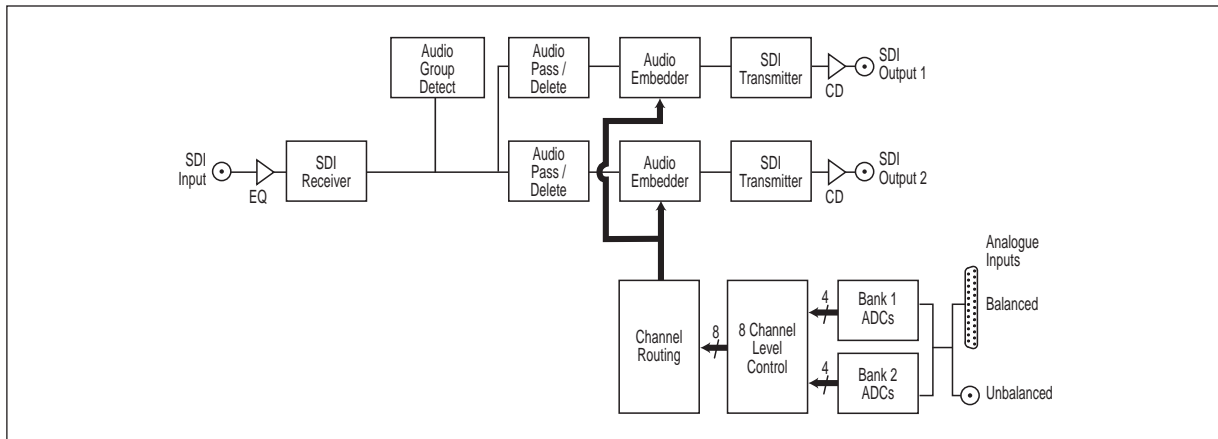 Audio
Group
Detect
Audio
Pass /
Delete
Audio
Embedder
SDI
Transmitter
CD
SDI
Output 1
SDI
Input
EQ
SDI
Receiver
Audio
Pass /
Delete
Audio
Embedder
SDI
Transmitter
CD
SDI
Output 2
Channel
Routing
8
8 Channel
Level
Control
4
Bank 1
ADCs
4
Bank 2
ADCs
Analogue
Inputs
Balanced
Unbalanced